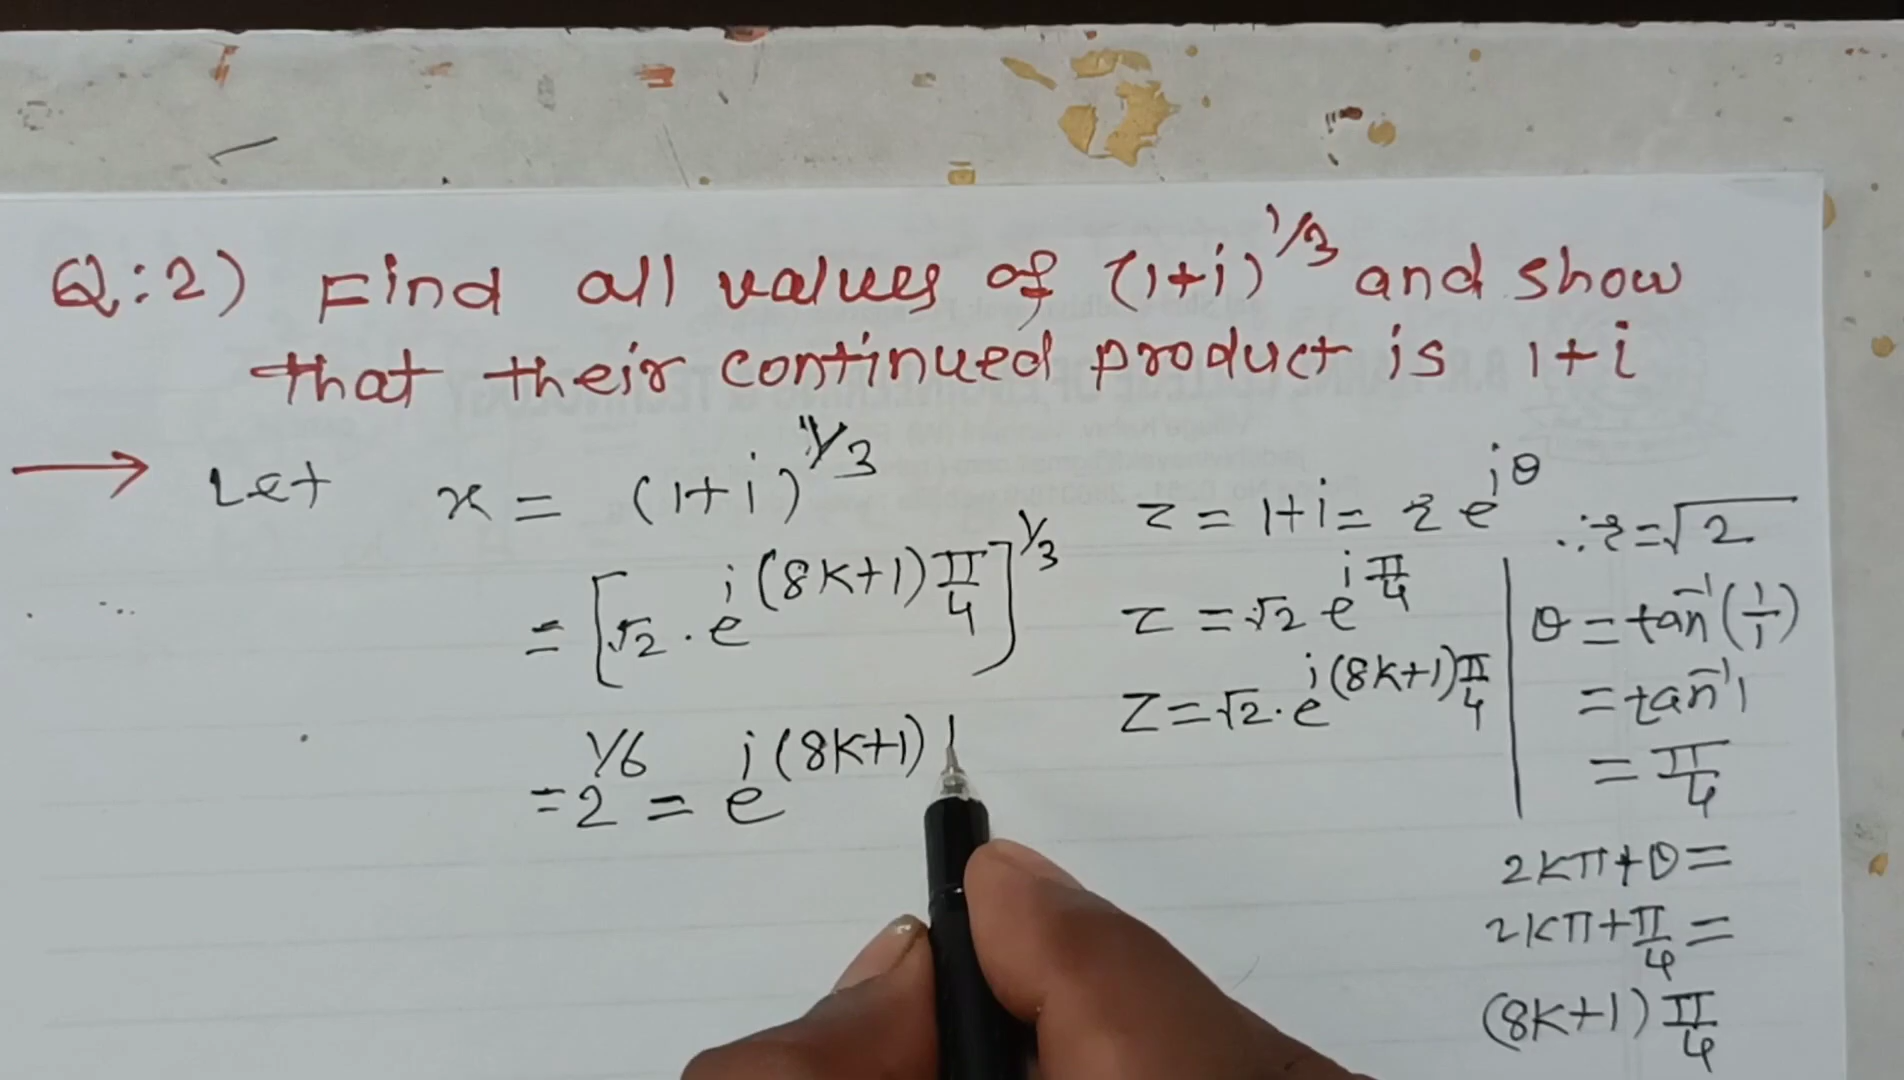 Q:2) Find all values of (1+i)^1/3 and show
that their continued product is 1+i
Let x = (1+i)^1/3
= [√2 . e^i(8k+1)π/4]^1/3
=2^1/6 = e^i(8k+1)
z = 1+i = r e^iθ
z = √2 e^iπ/4
z = √2 . e^i(8k+1)π/4
∴ r = √2
θ = tan^-1(1/1)
= tan^-1 1
= π/4
2kπ+θ =
2kπ+π/4 =
(8k+1)π/4